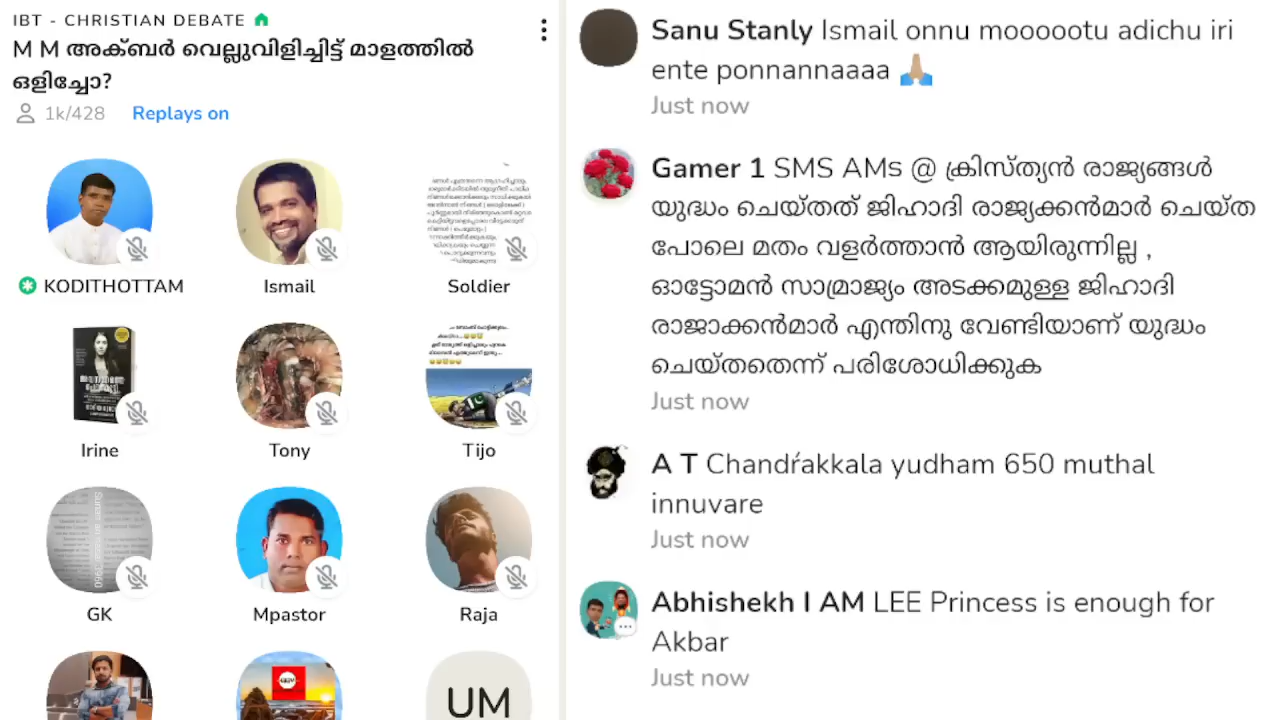 IBT - CHRISTIAN DEBATE
M M അക്ബർ വെല്ലുവിളിച്ചിട്ട് മാളത്തിൽ
ഒളിച്ചോ?
1k/428 Replays on
KODITHOTTAM
Ismail
Soldier
Irine
Tony
Tijo
GK
Mpastor
Raja
UM
Sanu Stanly Ismail onnu moooootu adichu iri
ente ponnannaaaa 🙏🏼
Just now
Gamer 1 SMS AMs @ ക്രിസ്ത്യൻ രാജ്യങ്ങൾ
യുദ്ധം ചെയ്തത് ജിഹാദി രാജ്യക്കൻമാർ ചെയ്ത
പോലെ മതം വളർത്താൻ ആയിരുന്നില്ല ,
ഓട്ടോമൻ സാമ്രാജ്യം അടക്കമുള്ള ജിഹാദി
രാജാക്കൻമാർ എന്തിനു വേണ്ടിയാണ് യുദ്ധം
ചെയ്തതെന്ന് പരിശോധിക്കുക
Just now
A T Chandŕakkala yudham 650 muthal
innuvare
Just now
Abhishekh I AM LEE Princess is enough for
Akbar
Just now